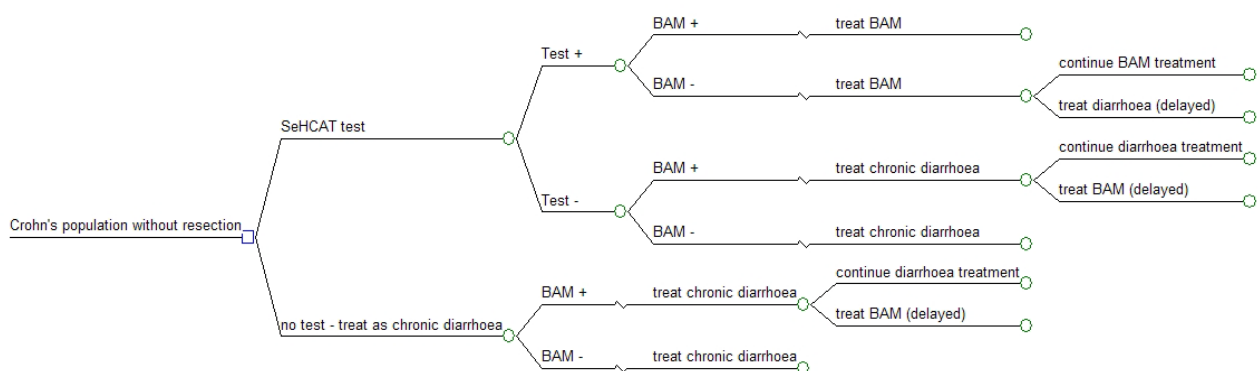 BAM +
treat BAM
Test +
continue BAM treatment
BAM -
treat BAM
treat diarrhoea (delayed)
SeHCAT test
continue diarrhoea treatment
BAM +
treat chronic diarrhoea
treat BAM (delayed)
Test -
Crohn's population without resection
BAM -
treat chronic diarrhoea
continue diarrhoea treatment
BAM +
treat chronic diarrhoea
treat BAM (delayed)
no test - treat as chronic diarrhoea
BAM -
treat chronic diarrhoea